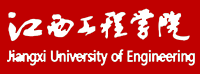 江西工程学院
Jiangxi University of Engineering